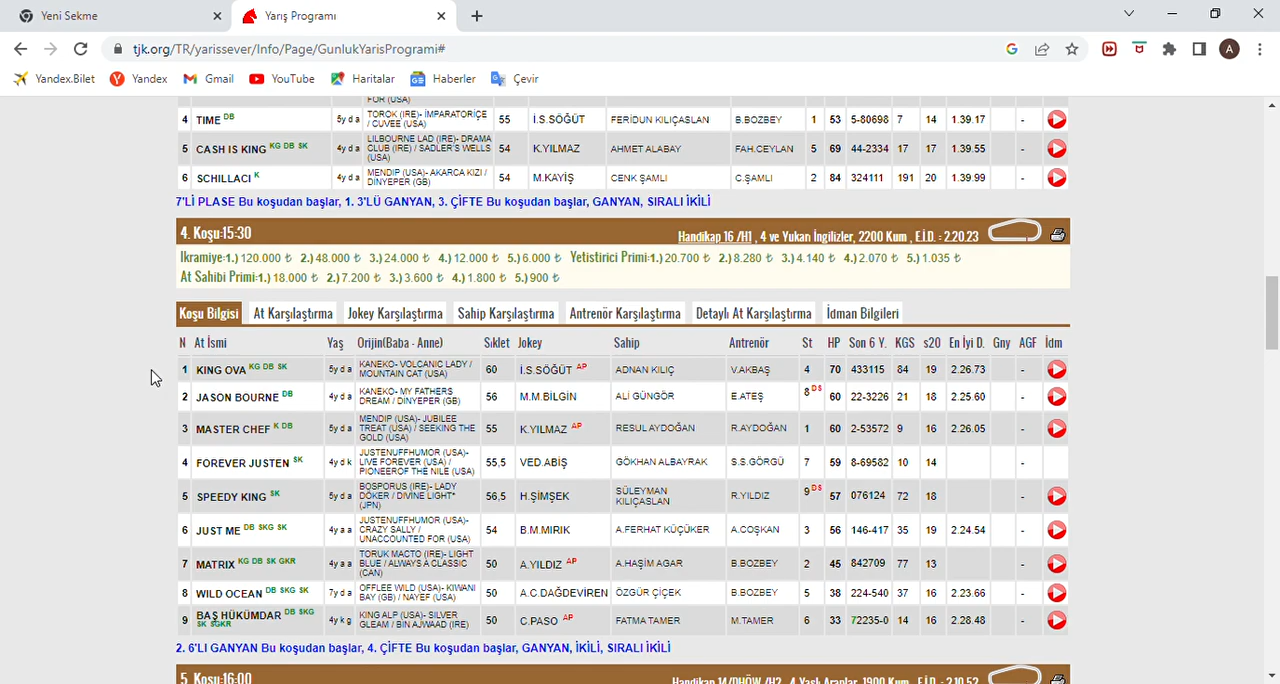 Yeni Sekme
Yarış Programı
tjk.org/TR/yarissever/Info/Page/GunlukYarisProgrami#
A
Yandex.Bilet Yandex Gmail YouTube Haritalar Haberler Çevir
FOR (USA)
4 TIME DB 5y d a TOROK (IRE)- İMPARATORİÇE / CUVEE (USA) 55 İ.S.SÖĞÜT FERİDUN KILIÇASLAN B.BOZBEY 1 53 5-80698 7 14 1.39.17 -
5 CASH IS KING KG DB SK 4y d a LILBOURNE LAD (IRE)- DRAMA CLUB (IRE) / SADLER'S WELLS (USA) 54 K.YILMAZ AHMET ALABAY FAH.CEYLAN 5 69 44-2334 17 17 1.39.55 -
6 SCHILLACI K 4y d a MENDIP (USA)- AKARCA KIZI / DINYEPER (GB) 54 M.KAYİŞ CENK ŞAMLI C.ŞAMLI 2 84 324111 191 20 1.39.99 -
7'Lİ PLASE Bu koşudan başlar, 1. 3'LÜ GANYAN, 3. ÇİFTE Bu koşudan başlar, GANYAN, SIRALI İKİLİ
4. Koşu:15:30
Handikap 16 /H1 , 4 ve Yukarı İngilizler, 2200 Kum , E.İ.D. : 2.20.23
Ikramiye:1.) 120.000 ₺ 2.) 48.000 ₺ 3.) 24.000 ₺ 4.) 12.000 ₺ 5.) 6.000 ₺ Yetistirici Primi:1.) 20.700 ₺ 2.) 8.280 ₺ 3.) 4.140 ₺ 4.) 2.070 ₺ 5.) 1.035 ₺
At Sahibi Primi:1.) 18.000 ₺ 2.) 7.200 ₺ 3.) 3.600 ₺ 4.) 1.800 ₺ 5.) 900 ₺
Koşu Bilgisi At Karşılaştırma Jokey Karşılaştırma Sahip Karşılaştırma Antrenör Karşılaştırma Detaylı At Karşılaştırma İdman Bilgileri
N At İsmi Yaş Orijin(Baba - Anne) Sıklet Jokey Sahip Antrenör St HP Son 6 Y. KGS s20 En İyi D. Gny AGF İdm
1 KING OVA KG DB SK 5y d a KANEKO- VOLCANIC LADY / MOUNTAIN CAT (USA) 60 İ.S.SÖĞÜT AP ADNAN KILIÇ V.AKBAŞ 4 70 433115 84 19 2.26.73 -
2 JASON BOURNE DB 4y d a KANEKO- MY FATHERS DREAM / DINYEPER (GB) 56 M.M.BİLGİN ALİ GÜNGÖR E.ATEŞ 8 DS 60 22-3226 21 18 2.25.60 -
3 MASTER CHEF K DB 5y d a MENDIP (USA)- JUBILEE TREAT (USA) / SEEKING THE GOLD (USA) 55 K.YILMAZ AP RESUL AYDOĞAN R.AYDOĞAN 1 60 2-53572 9 16 2.26.05 -
4 FOREVER JUSTEN SK 4y d k JUSTENUFFHUMOR (USA)- LIVE FOREVER (USA) / PIONEEROF THE NILE (USA) 55,5 VED.ABİŞ GÖKHAN ALBAYRAK S.S.GÖRGÜ 7 59 8-69582 10 14 -
5 SPEEDY KING SK 5y d a BOSPORUS (IRE)- LADY DÖKER / DIVINE LIGHT* (JPN) 56,5 H.ŞİMŞEK SÜLEYMAN KILIÇASLAN R.YILDIZ 9 DS 57 076124 72 18 -
6 JUST ME DB SKG SK 4y a a JUSTENUFFHUMOR (USA)- CRAZY SALLY / UNACCOUNTED FOR (USA) 54 B.M.MIRIK A.FERHAT KÜÇÜKER A.COŞKAN 3 56 146-417 35 19 2.24.54 -
7 MATRIX KG DB SK GKR 4y a a TORUK MACTO (IRE)- LIGHT BLUE / ALWAYS A CLASSIC (CAN) 50 A.YILDIZ AP A.HAŞİM AGAR B.BOZBEY 2 45 842709 77 13 -
8 WILD OCEAN DB SKG SK 7y d a OFFLEE WILD (USA)- KIWANI BAY (GB) / NAYEF (USA) 50 A.C.DAĞDEVİREN ÖZGÜR ÇİÇEK B.BOZBEY 5 38 224-540 37 16 2.23.66 -
9 BAŞ HÜKÜMDAR DB SKG SK SGKR 4y k g KING ALP (USA)- SILVER GLEAM / BIN AJWAAD (IRE) 50 C.PASO AP FATMA TAMER M.TAMER 6 33 72235-0 14 16 2.28.48 -
2. 6'LI GANYAN Bu koşudan başlar, 4. ÇİFTE Bu koşudan başlar, GANYAN, İKİLİ, SIRALI İKİLİ
5. Koşu:16:00
Handikap 14/DHÖW /H2 , 4 Yaşlı Araplar, 1900 Kum , E.İ.D. : 2.10.52